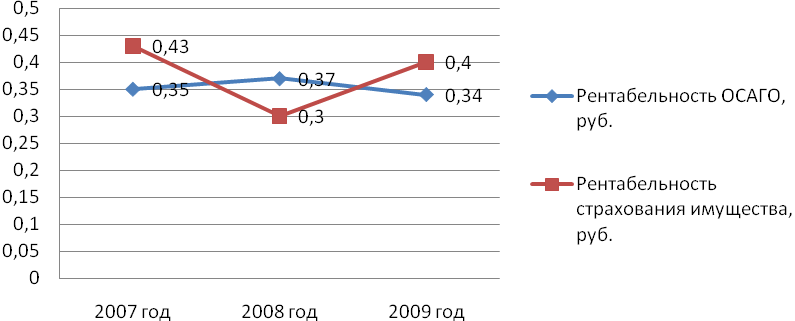 0,5
0,45
0,4
0,35
0,3
0,25
0,2
0,15
0,1
0,05
0
0,43
0,35
0,37
0,3
0,4
0,34
2007 год
2008 год
2009 год
Рентабельность ОСАГО,
руб.
Рентабельность
страхования имущества,
руб.